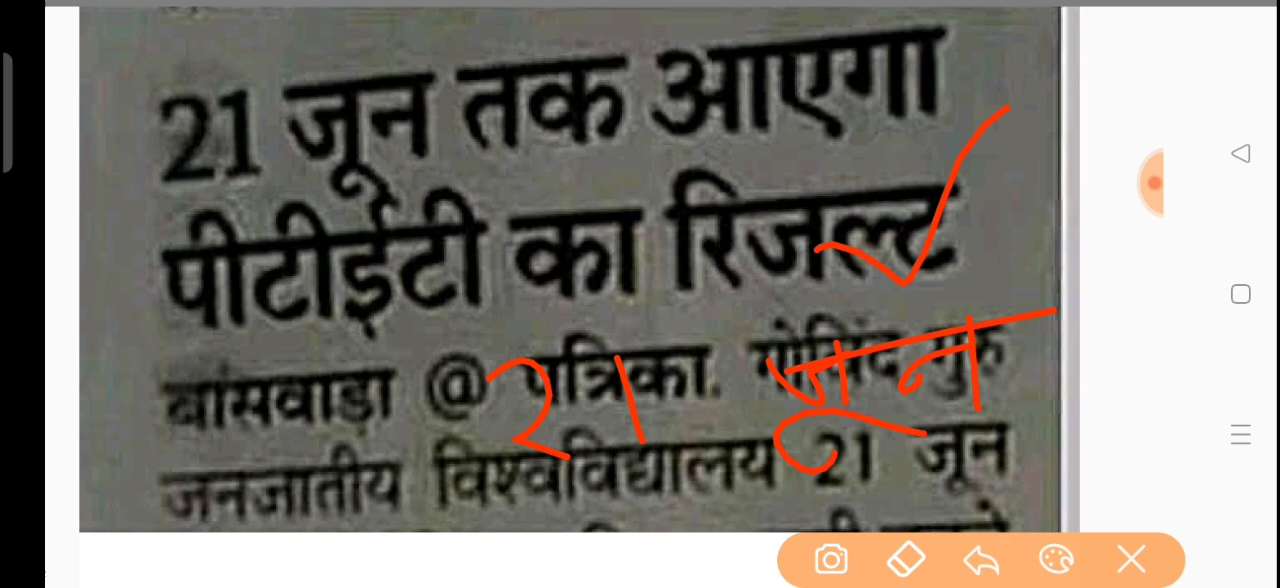 21 जून तक आएगा
पीटीईटी का रिजल्ट
बांसवाड़ा @ पत्रिका. गोविंद गुरु
21 जून
जनजातीय विश्वविद्यालय 21 जून